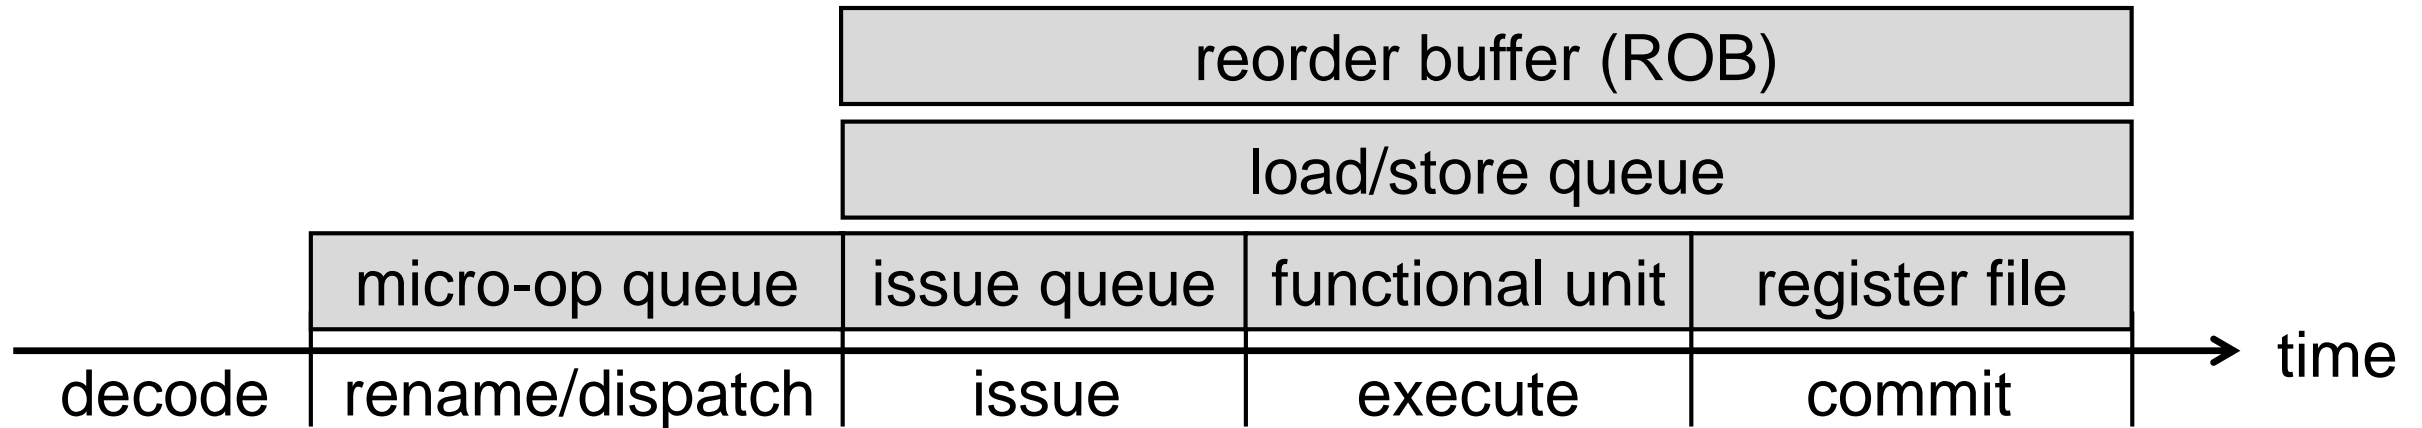 reorder buffer (ROB)
load/store queue
micro-op queue issue queue functional unit register file
time
decode rename/dispatch issue execute commit